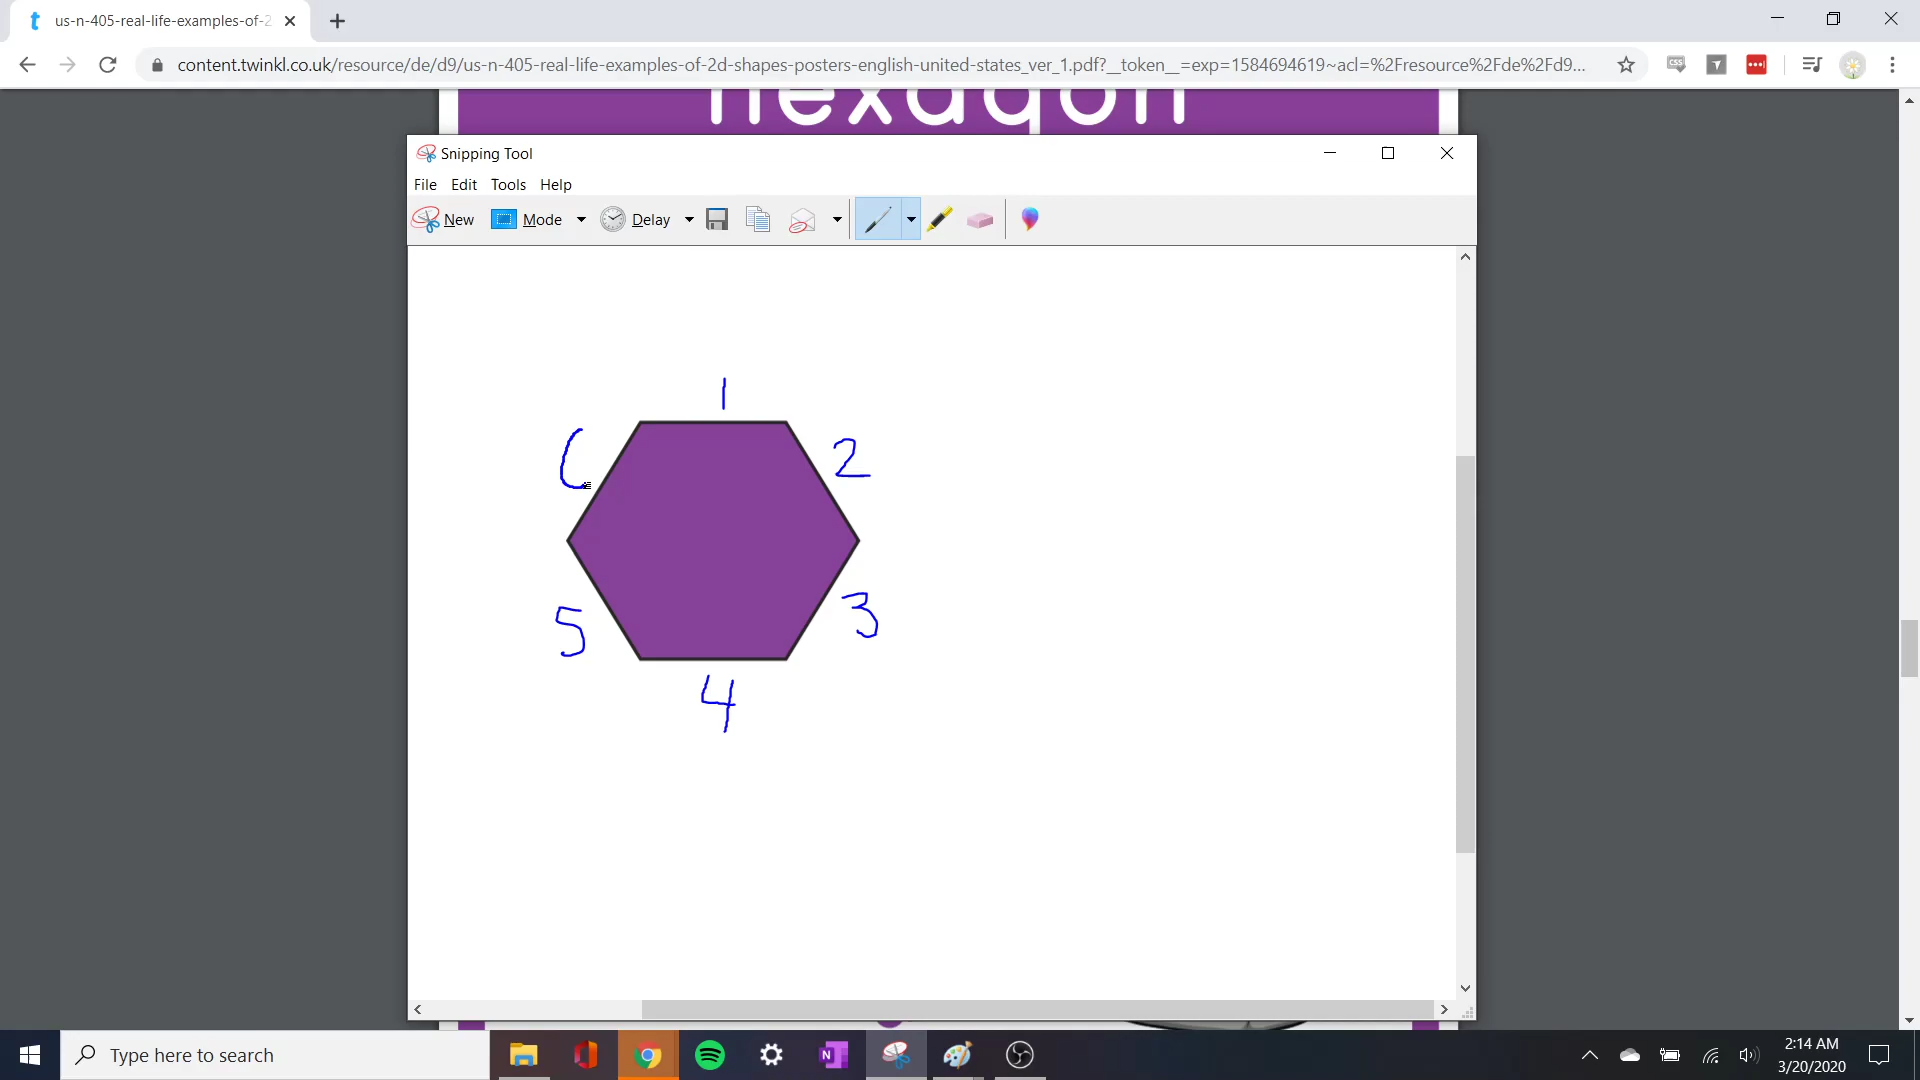 us-n-405-real-life-examples-of-2
content.twinkl.co.uk/resource/de/d9/us-n-405-real-life-examples-of-2d-shapes-posters-english-united-states_ver_1.pdf?__token__=exp=1584694619~acl=%2Fresource%2Fde%2Fd9...
CSS
hexagon
Snipping Tool
File Edit Tools Help
New Mode Delay
1
2
3
4
5
Type here to search
2:14 AM
3/20/2020